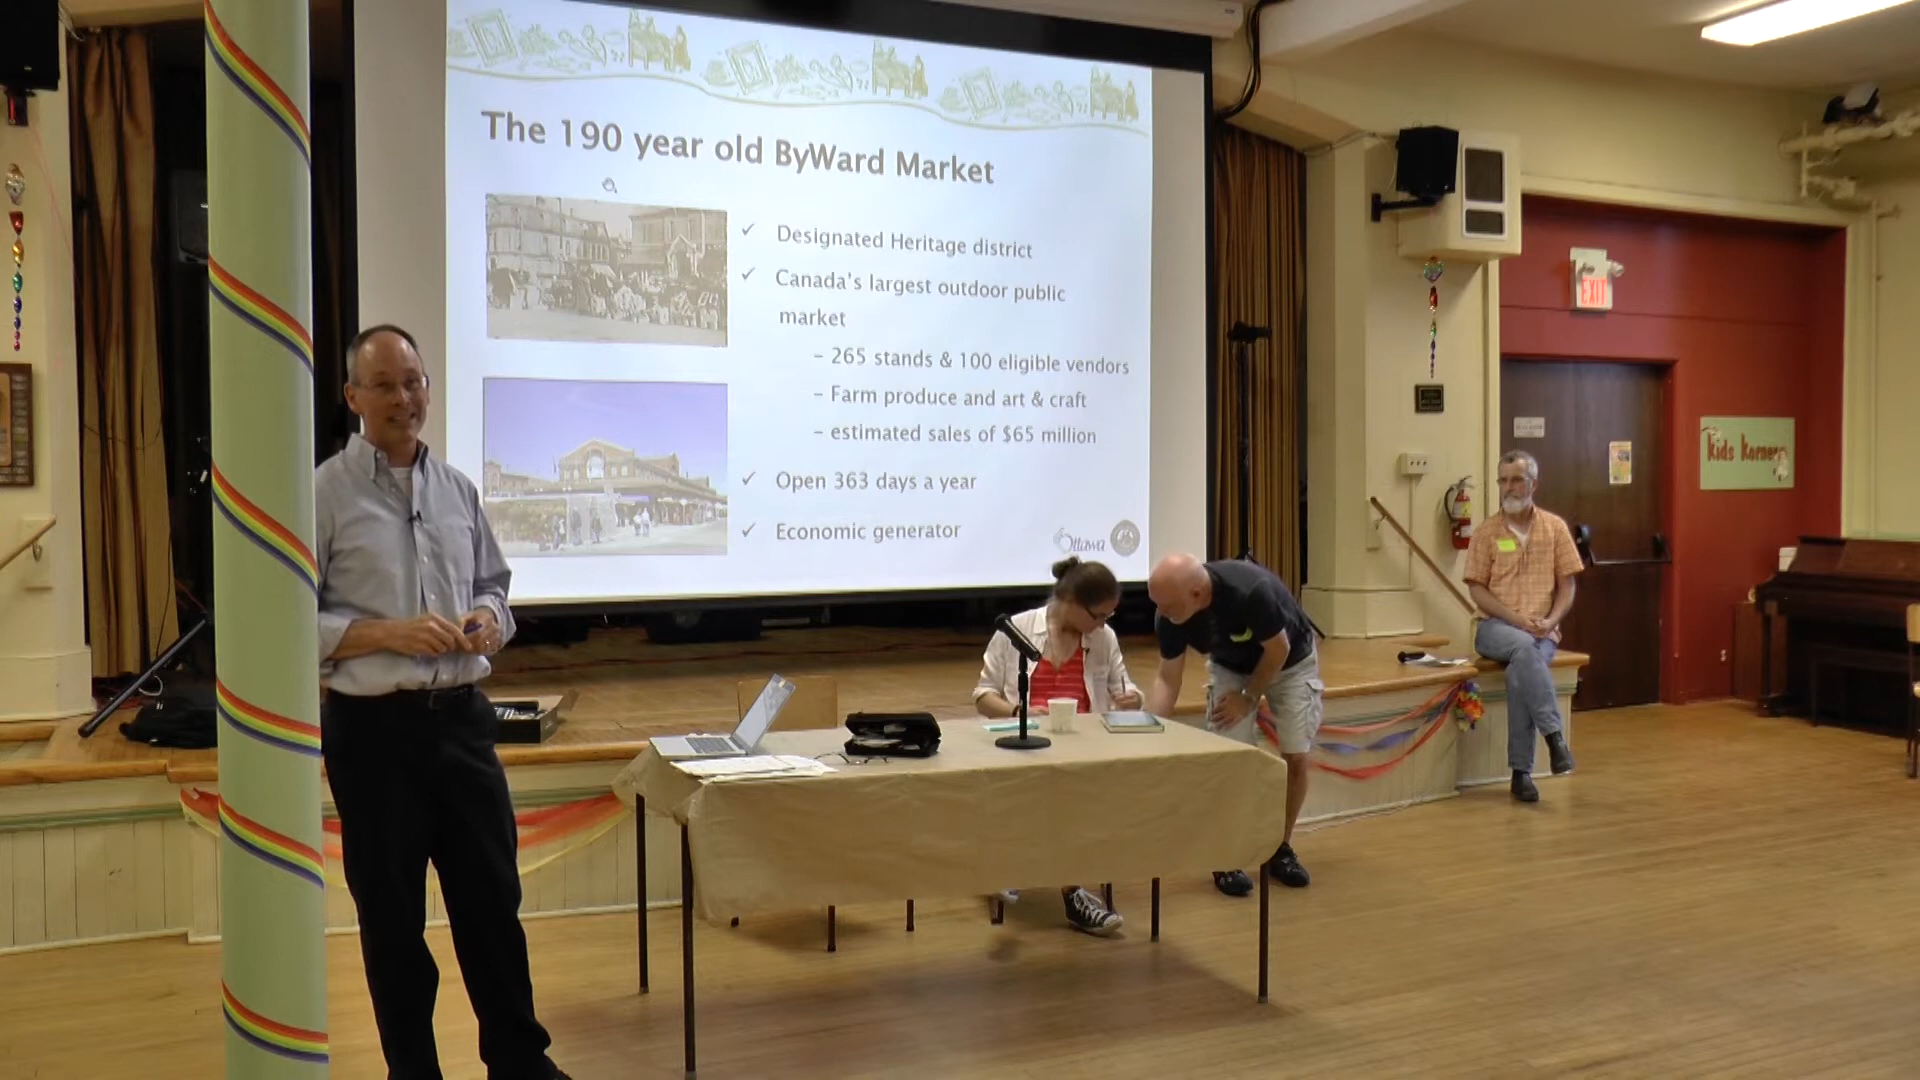 The 190 year old ByWard Market
✓ Designated Heritage district
✓ Canada's largest outdoor public
market
– 265 stands & 100 eligible vendors
– Farm produce and art & craft
– estimated sales of $65 million
✓ Open 363 days a year
✓ Economic generator
Ottawa
EXIT
Kids Korner